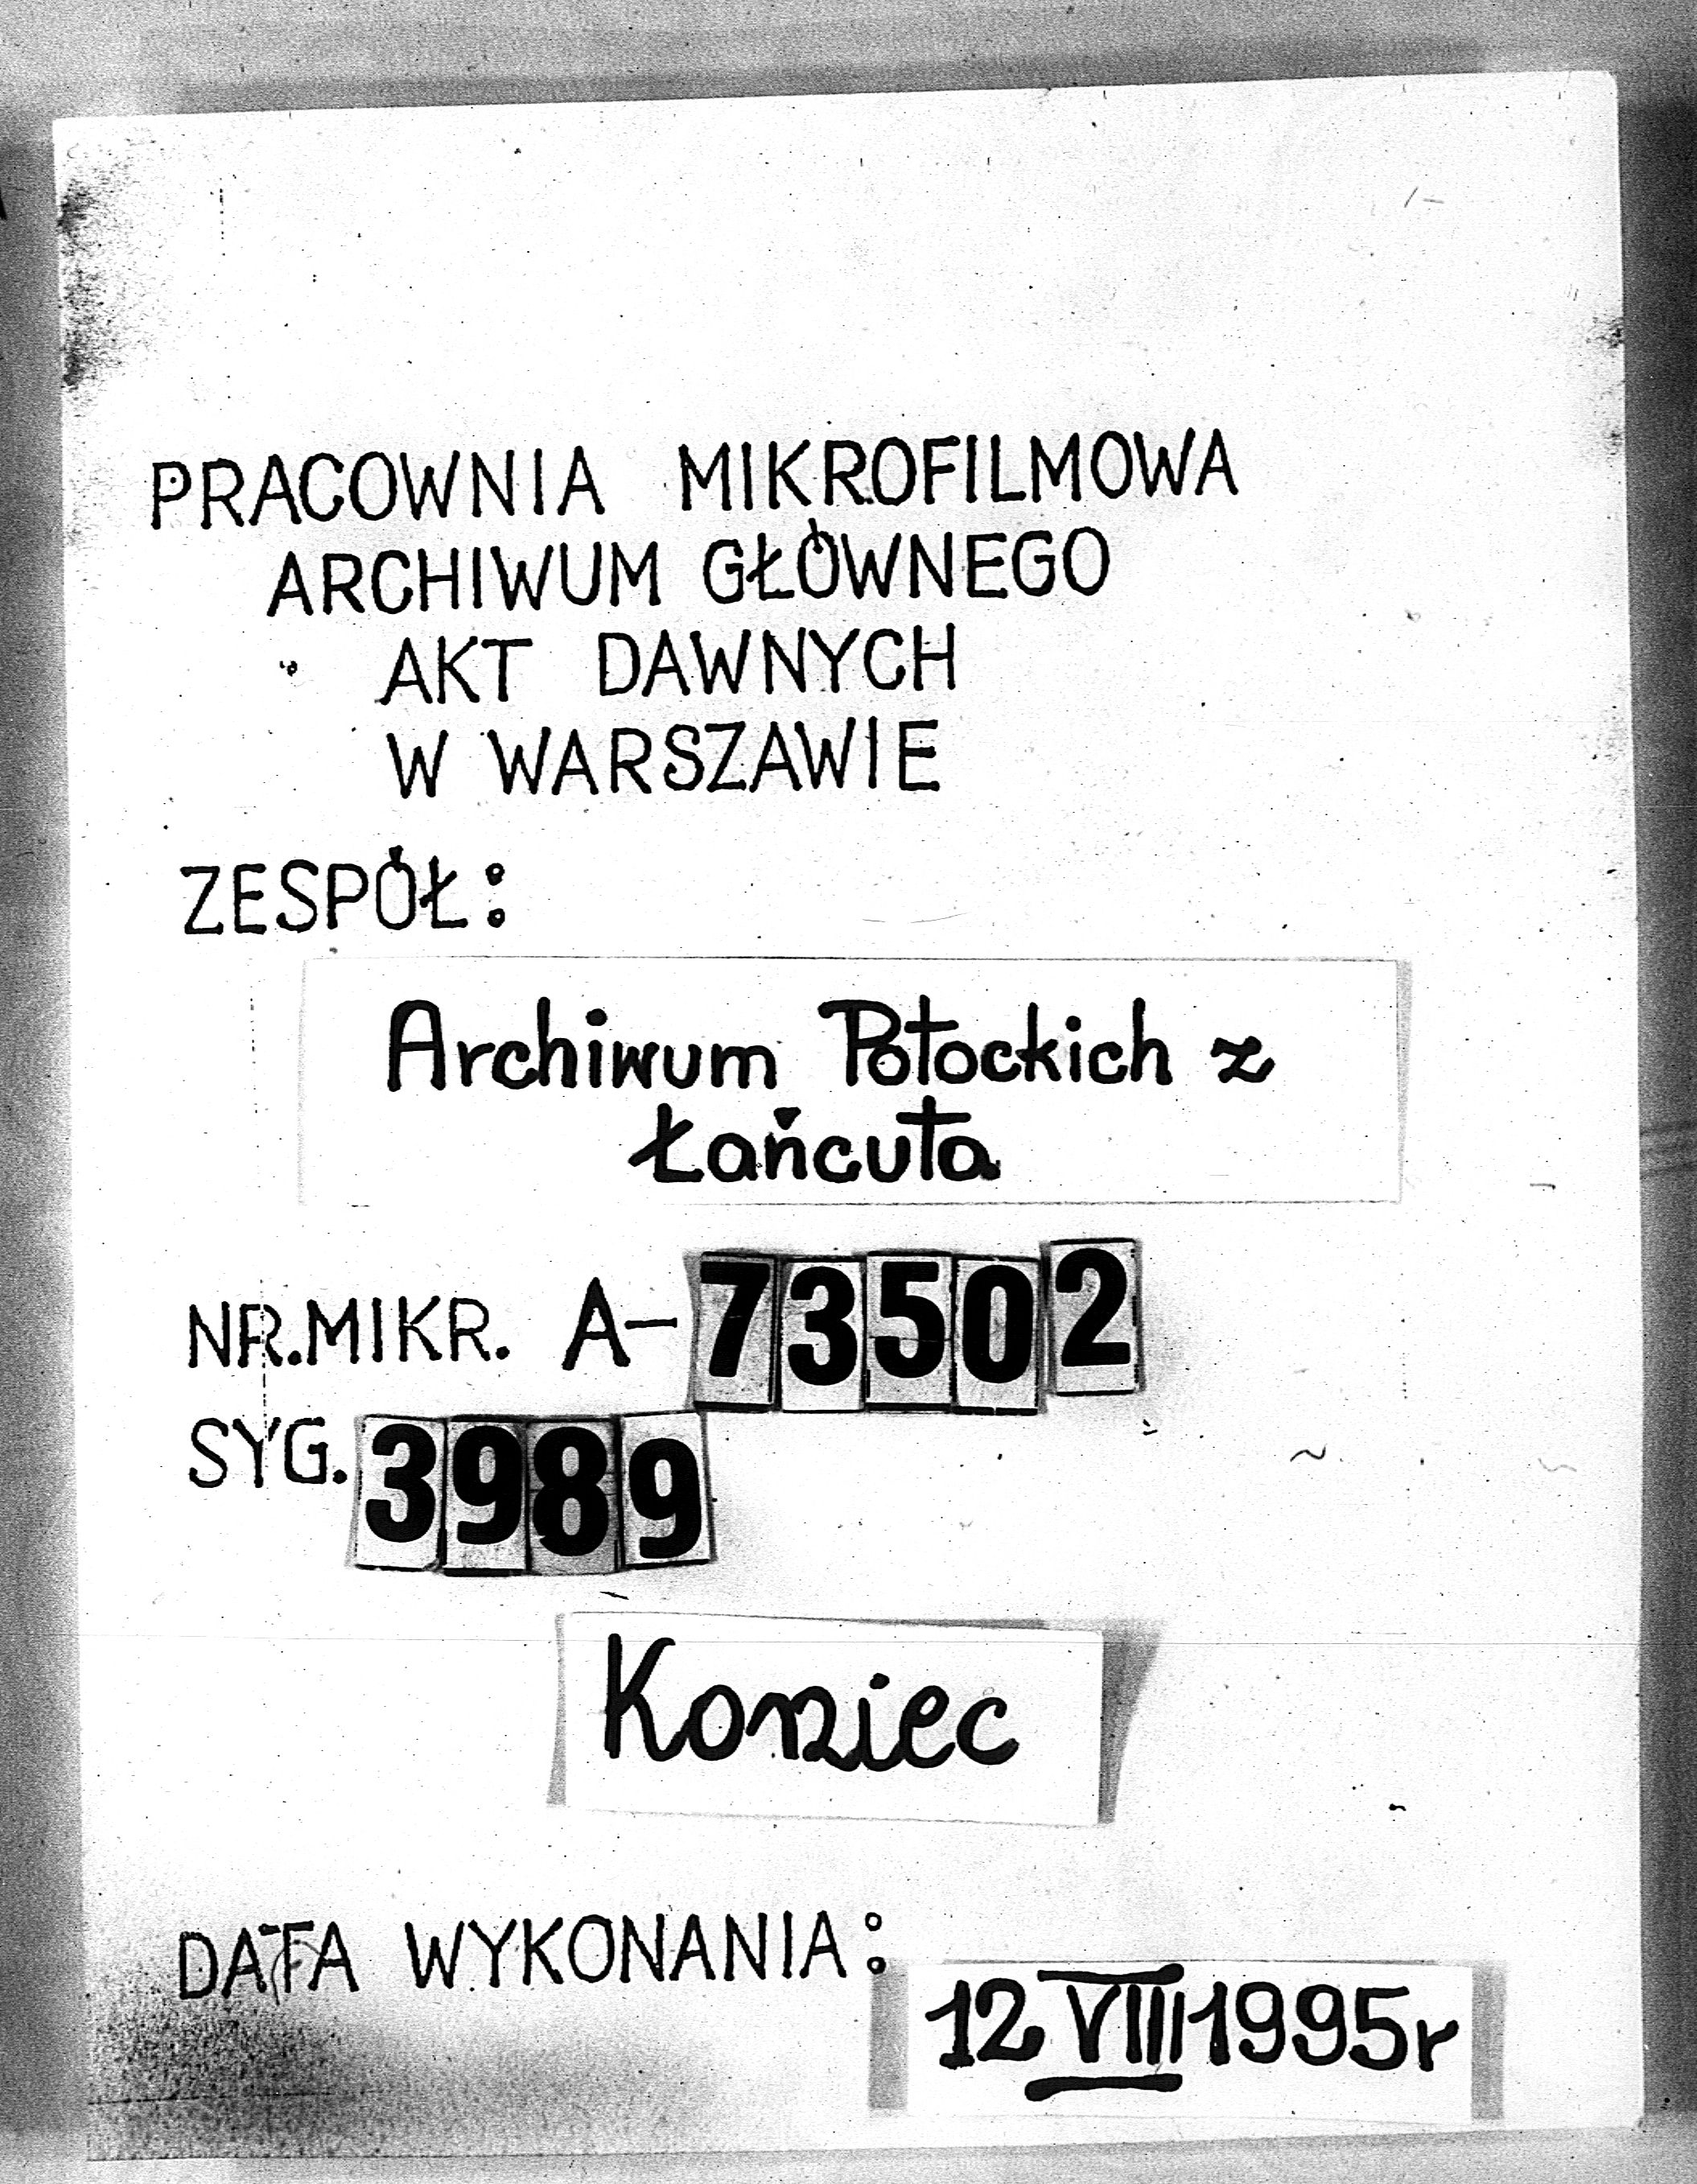 PRACOWNIA MIKROFILMOWA
ARCHIWUM GŁÓWNEGO
AKT DAWNYCH
W WARSZAWIE
ZESPÓŁ:
Archiwum Potockich z
Łańcuta
NR. MIKR. A-73502
SYG. 3989
Koniec
DATA WYKONANIA:
12 VIII 1995r